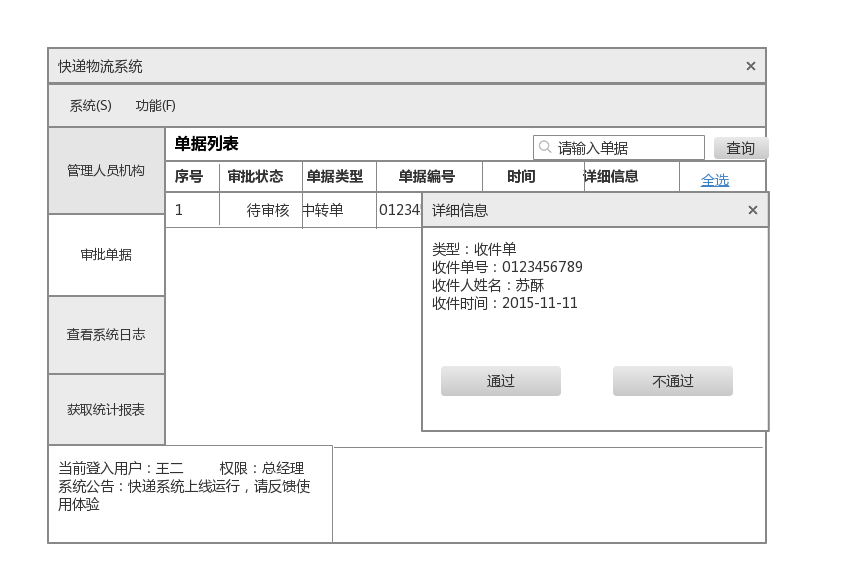 快递物流系统
系统(S) 功能(F)
单据列表
请输入单据 查询
管理人员机构
审批单据
查看系统日志
获取统计报表
序号 审批状态 单据类型 单据编号 时间 详细信息 全选
1 待审核 中转单 01234
详细信息
类型：收件单
收件单号：0123456789
收件人姓名：苏酥
收件时间：2015-11-11
通过 不通过
当前登入用户：王二 权限：总经理
系统公告：快递系统上线运行，请反馈使
用体验